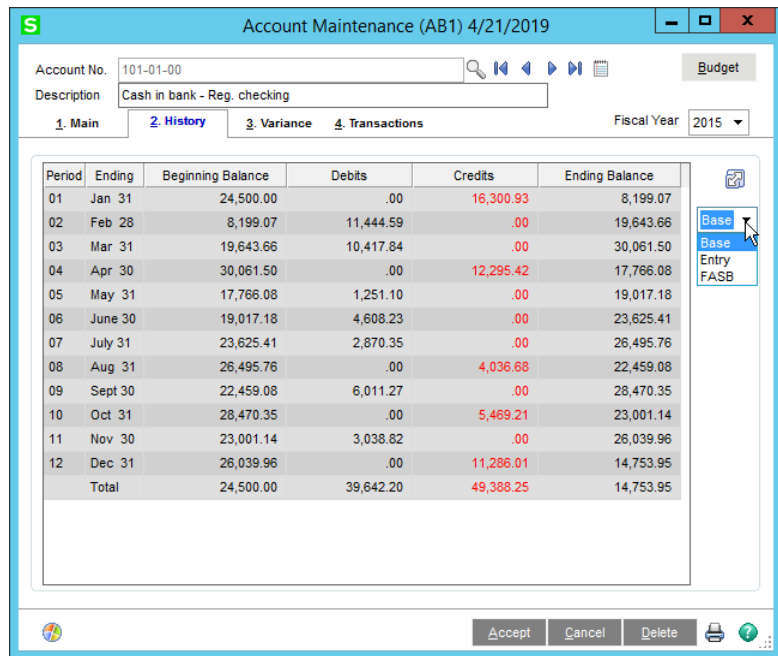 S Account Maintenance (AB1) 4/21/2019
Account No. 101-01-00 Budget
Description Cash in bank - Reg. checking
1. Main 2. History 3. Variance 4. Transactions Fiscal Year 2015
Period Ending Beginning Balance Debits Credits Ending Balance
01 Jan 31 24,500.00 .00 16,300.93 8,199.07
02 Feb 28 8,199.07 11,444.59 .00 19,643.66 Base
03 Mar 31 19,643.66 10,417.84 .00 30,061.50 Base
04 Apr 30 30,061.50 .00 12,295.42 17,766.08 Entry
FASB
05 May 31 17,766.08 1,251.10 .00 19,017.18
06 June 30 19,017.18 4,608.23 .00 23,625.41
07 July 31 23,625.41 2,870.35 .00 26,495.76
08 Aug 31 26,495.76 .00 4,036.68 22,459.08
09 Sept 30 22,459.08 6,011.27 .00 28,470.35
10 Oct 31 28,470.35 .00 5,469.21 23,001.14
11 Nov 30 23,001.14 3,038.82 .00 26,039.96
12 Dec 31 26,039.96 .00 11,286.01 14,753.95
Total 24,500.00 39,642.20 49,388.25 14,753.95
Accept Cancel Delete